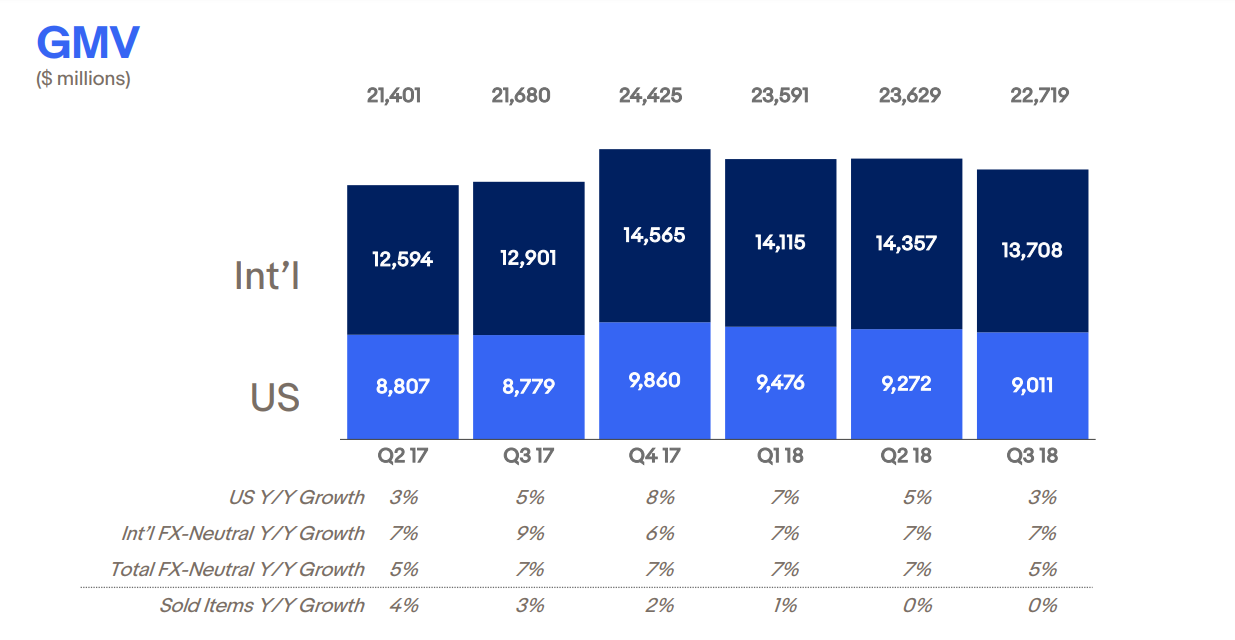 GMV
($ millions)
21,401 21,680 24,425 23,591 23,629 22,719
14,565
14,115 14,357
12,594 12,901 13,708
Int’l
8,807 8,779 9,860 9,476 9,272 9,011
US
Q2 17 Q3 17 Q4 17 Q1 18 Q2 18 Q3 18
US Y/Y Growth 3% 5% 8% 7% 5% 3%
Int’l FX-Neutral Y/Y Growth 7% 9% 6% 7% 7% 7%
Total FX-Neutral Y/Y Growth 5% 7% 7% 7% 7% 5%
Sold Items Y/Y Growth 4% 3% 2% 1% 0% 0%